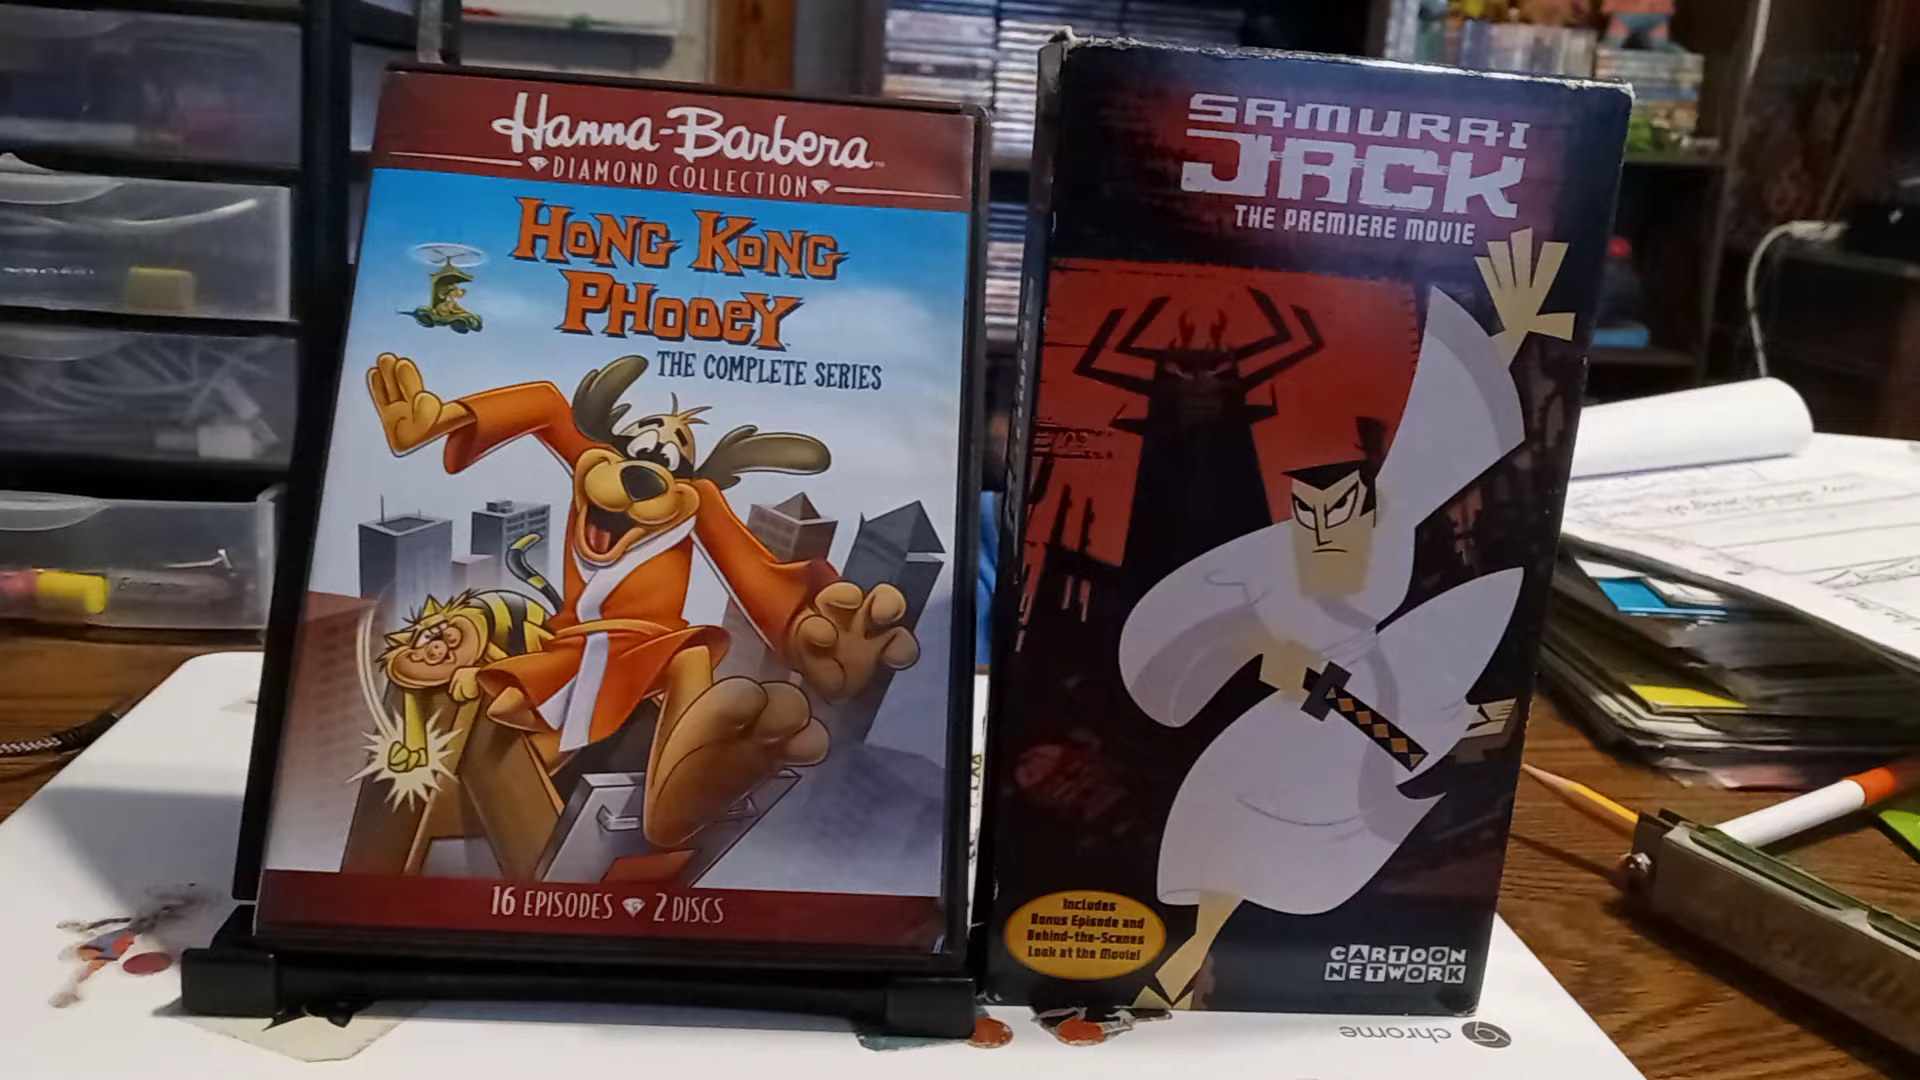 Hanna-Barbera™
DIAMOND COLLECTION
HONG KONG
PHOOEY
THE COMPLETE SERIES
16 EPISODES 2 DISCS
SAMURAI
JACK
THE PREMIERE MOVIE
Includes
Bonus Episode and
Behind-the-Scenes
Look at the Movie!
CARTOON
NETWORK
chrome